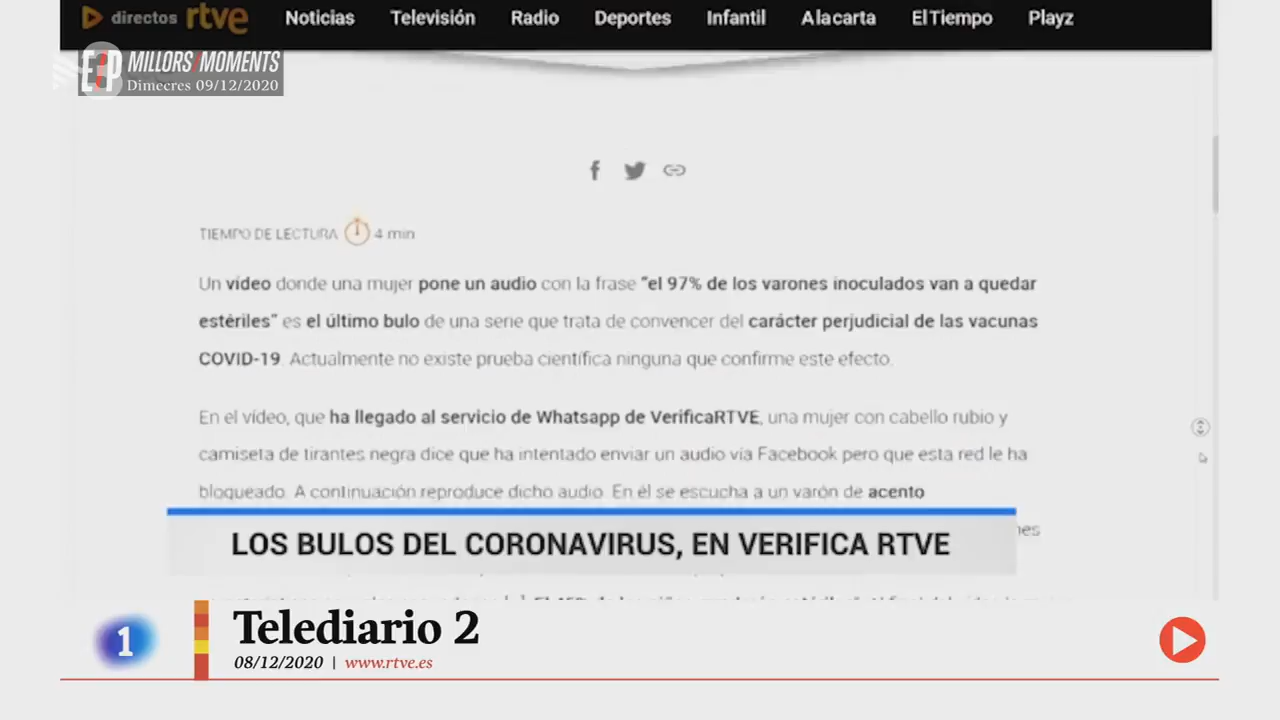 directos rtve Noticias Televisión Radio Deportes Infantil A la carta El Tiempo Playz
MILLORS/MOMENTS
Dimecres 09/12/2020
TIEMPO DE LECTURA 4 min
Un vídeo donde una mujer pone un audio con la frase "el 97% de los varones inoculados van a quedar
estériles" es el último bulo de una serie que trata de convencer del carácter perjudicial de las vacunas
COVID-19. Actualmente no existe prueba científica ninguna que confirme este efecto.
En el vídeo, que ha llegado al servicio de Whatsapp de VerificaRTVE, una mujer con cabello rubio y
camiseta de tirantes negra dice que ha intentado enviar un audio vía Facebook pero que esta red le ha
bloqueado. A continuación reproduce dicho audio. En él se escucha a un varón de acento
LOS BULOS DEL CORONAVIRUS, EN VERIFICA RTVE
1
Telediario 2
08/12/2020 | www.rtve.es